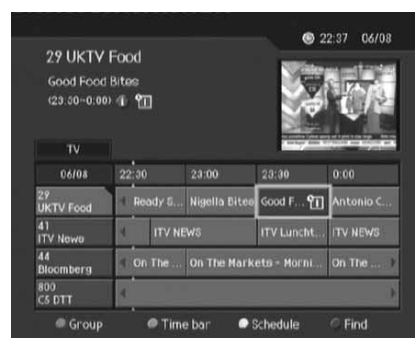 22:37 06/08
29 UKTV Food
Good Food Bites
(23:30-0:00)
TV
06/08 22:30 23:00 23:30 0:00
29 UKTV Food Ready S... Nigella Bites Good F... Antonio C...
41 ITV News ITV NEWS ITV Luncht... ITV NEWS
44 Bloomberg On The ... On The Markets - Morni... On The ...
800 C5 DTT
Group Time bar Schedule Find